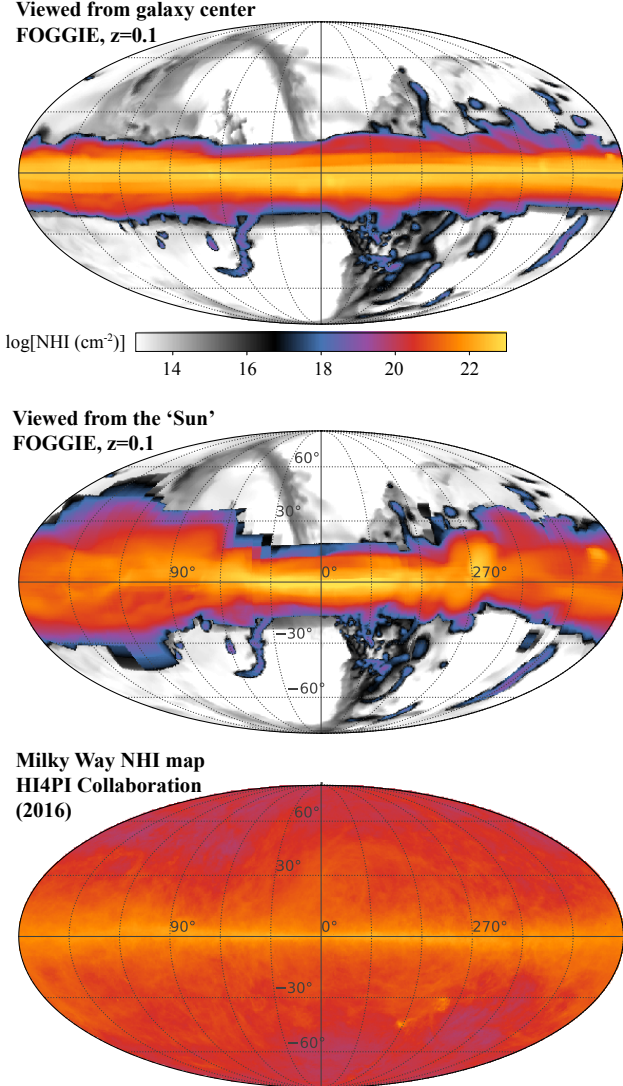 Viewed from galaxy center
FOGGIE, z=0.1
log[NHI (cm⁻²)]
14 16 18 20 22
Viewed from the ‘Sun’
FOGGIE, z=0.1
60°
30°
90° 0° 270°
−30°
−60°
Milky Way NHI map
HI4PI Collaboration
(2016)
60°
30°
90° 0° 270°
−30°
−60°